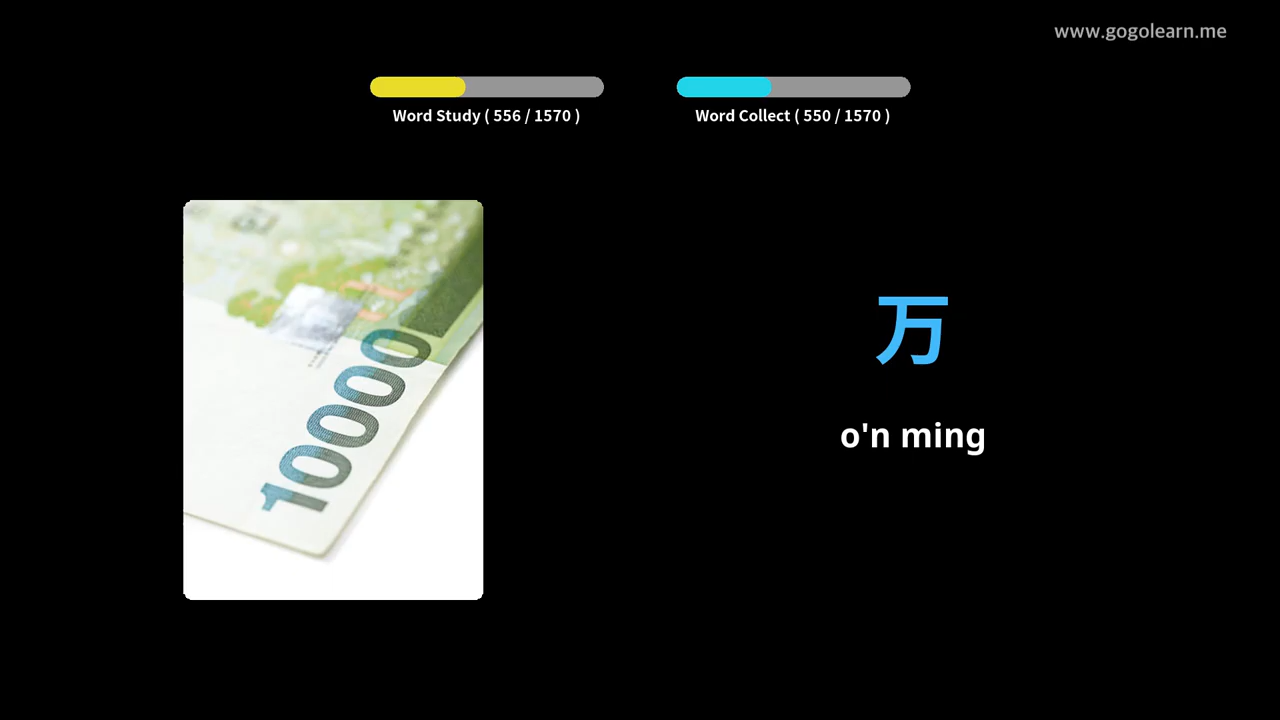 www.gogolearn.me
Word Study ( 556 / 1570 )
Word Collect ( 550 / 1570 )
10000
万
o'n ming